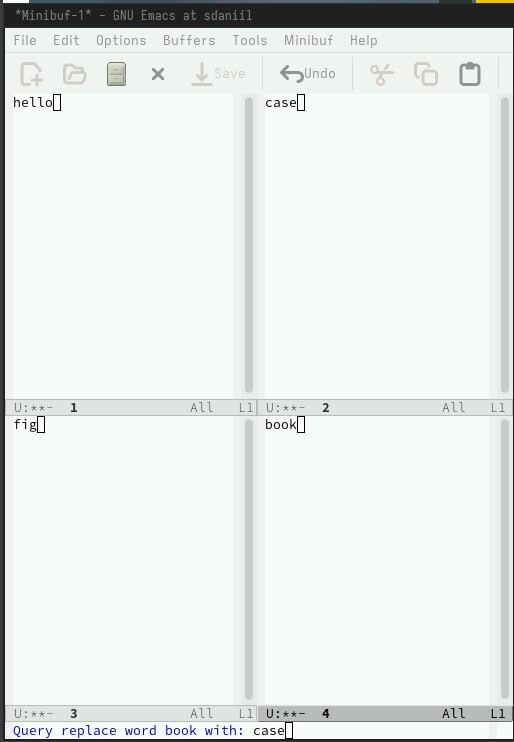 *Minibuf-1* - GNU Emacs at sdaniil
File Edit Options Buffers Tools Minibuf Help
Save Undo
hello
case
U:**- 1 All L1
U:**- 2 All L1
fig
book
U:**- 3 All L1
U:**- 4 All L1
Query replace word book with: case